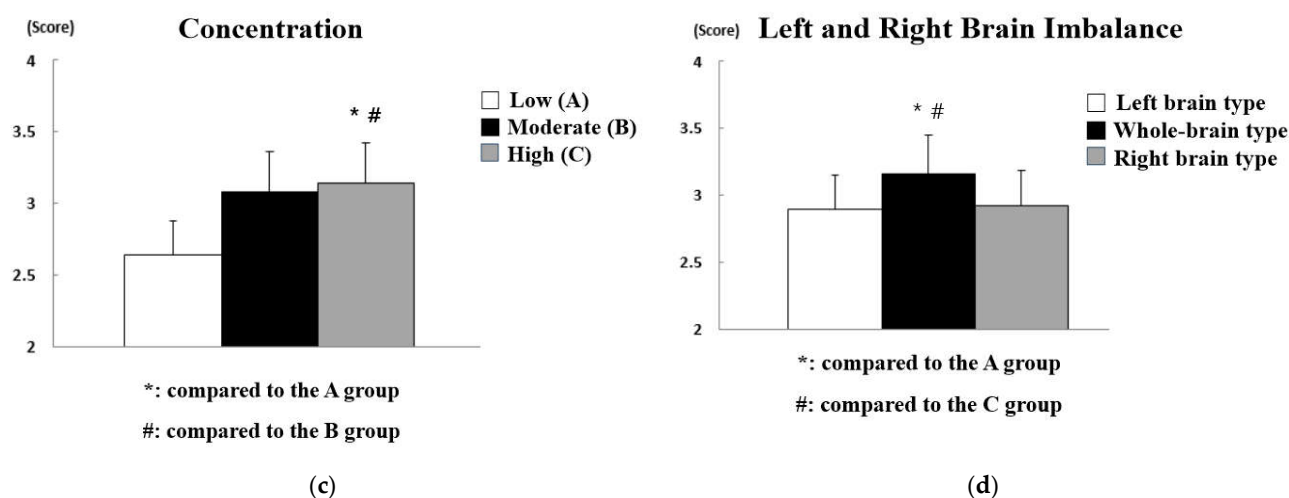 (Score) Concentration
4
3.5
3
2.5
2
* #
Low (A)
Moderate (B)
High (C)
*: compared to the A group
#: compared to the B group
(c)
(Score) Left and Right Brain Imbalance
4
3.5
3
2.5
2
* #
Left brain type
Whole-brain type
Right brain type
*: compared to the A group
#: compared to the C group
(d)